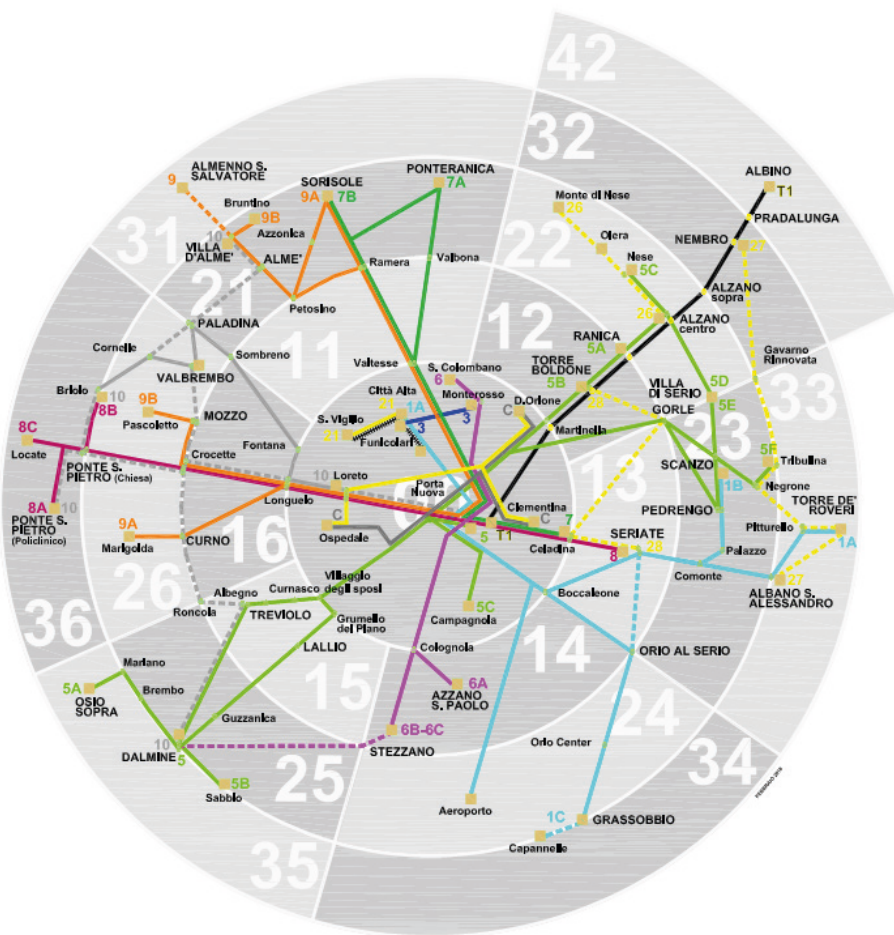 42
32
ALBINO
T1
ALMENNO S.
SALVATORE
9
PONTERANICA
7A
SORISOLE
9A 7B
Bruntino
9B
Monte di Nese
26
PRADALUNGA
31
10
Azzonica
VILLA
D'ALME'
ALME'
Olera
22
NEMBRO
27
Ramera
Valbona
Nese
5C
21
Petosino
ALZANO
sopra
12
26
ALZANO
centro
PALADINA
11
RANICA
5A
Cornelle
Sombreno
Valtesse
S. Colombano
6
TORRE
BOLDONE
5B
28
Gavarno
Rinnovata
VALBREMBO
Città Alta
21
1A
Monterosso
3
3
D.Orione
C
VILLA
DI SERIO
5D
5E
33
Briolo
10
8B
9B
Pascoletto
MOZZO
S. Vigilio
21
Funicolari
GORLE
Martinella
8C
Locate
Fontana
23
Crocette
PONTE S.
PIETRO (Chiesa)
10
Loreto
Porta
Nuova
13
SCANZO
1B
5F
Tribulina
Negrone
8A
PONTE S.
PIETRO
(Policlinico)
Longuelo
C
Clementina
C
PEDRENGO
TORRE DE'
ROVERI
9A
Marigolda
CURNO
16
Ospedale
5
T1
7
Celadina
SERIATE
8
28
Pitturello
1A
Palazzo
26
Villaggio
degli sposi
Curnasco
Albegno
Comonte
27
ALBANO S.
ALESSANDRO
36
Roncola
TREVIOLO
Grumello
del Piano
5C
Campagnola
Boccaleone
LALLIO
Colognola
14
ORIO AL SERIO
Mariano
5A
OSIO
SOPRA
15
6A
AZZANO
S. PAOLO
Brembo
Guzzanica
6B-6C
STEZZANO
24
10
DALMINE
5
Orio Center
34
25
5B
Sabbio
FEBBRAIO 2018
Aeroporto
1C
GRASSOBBIO
Capannelle
35